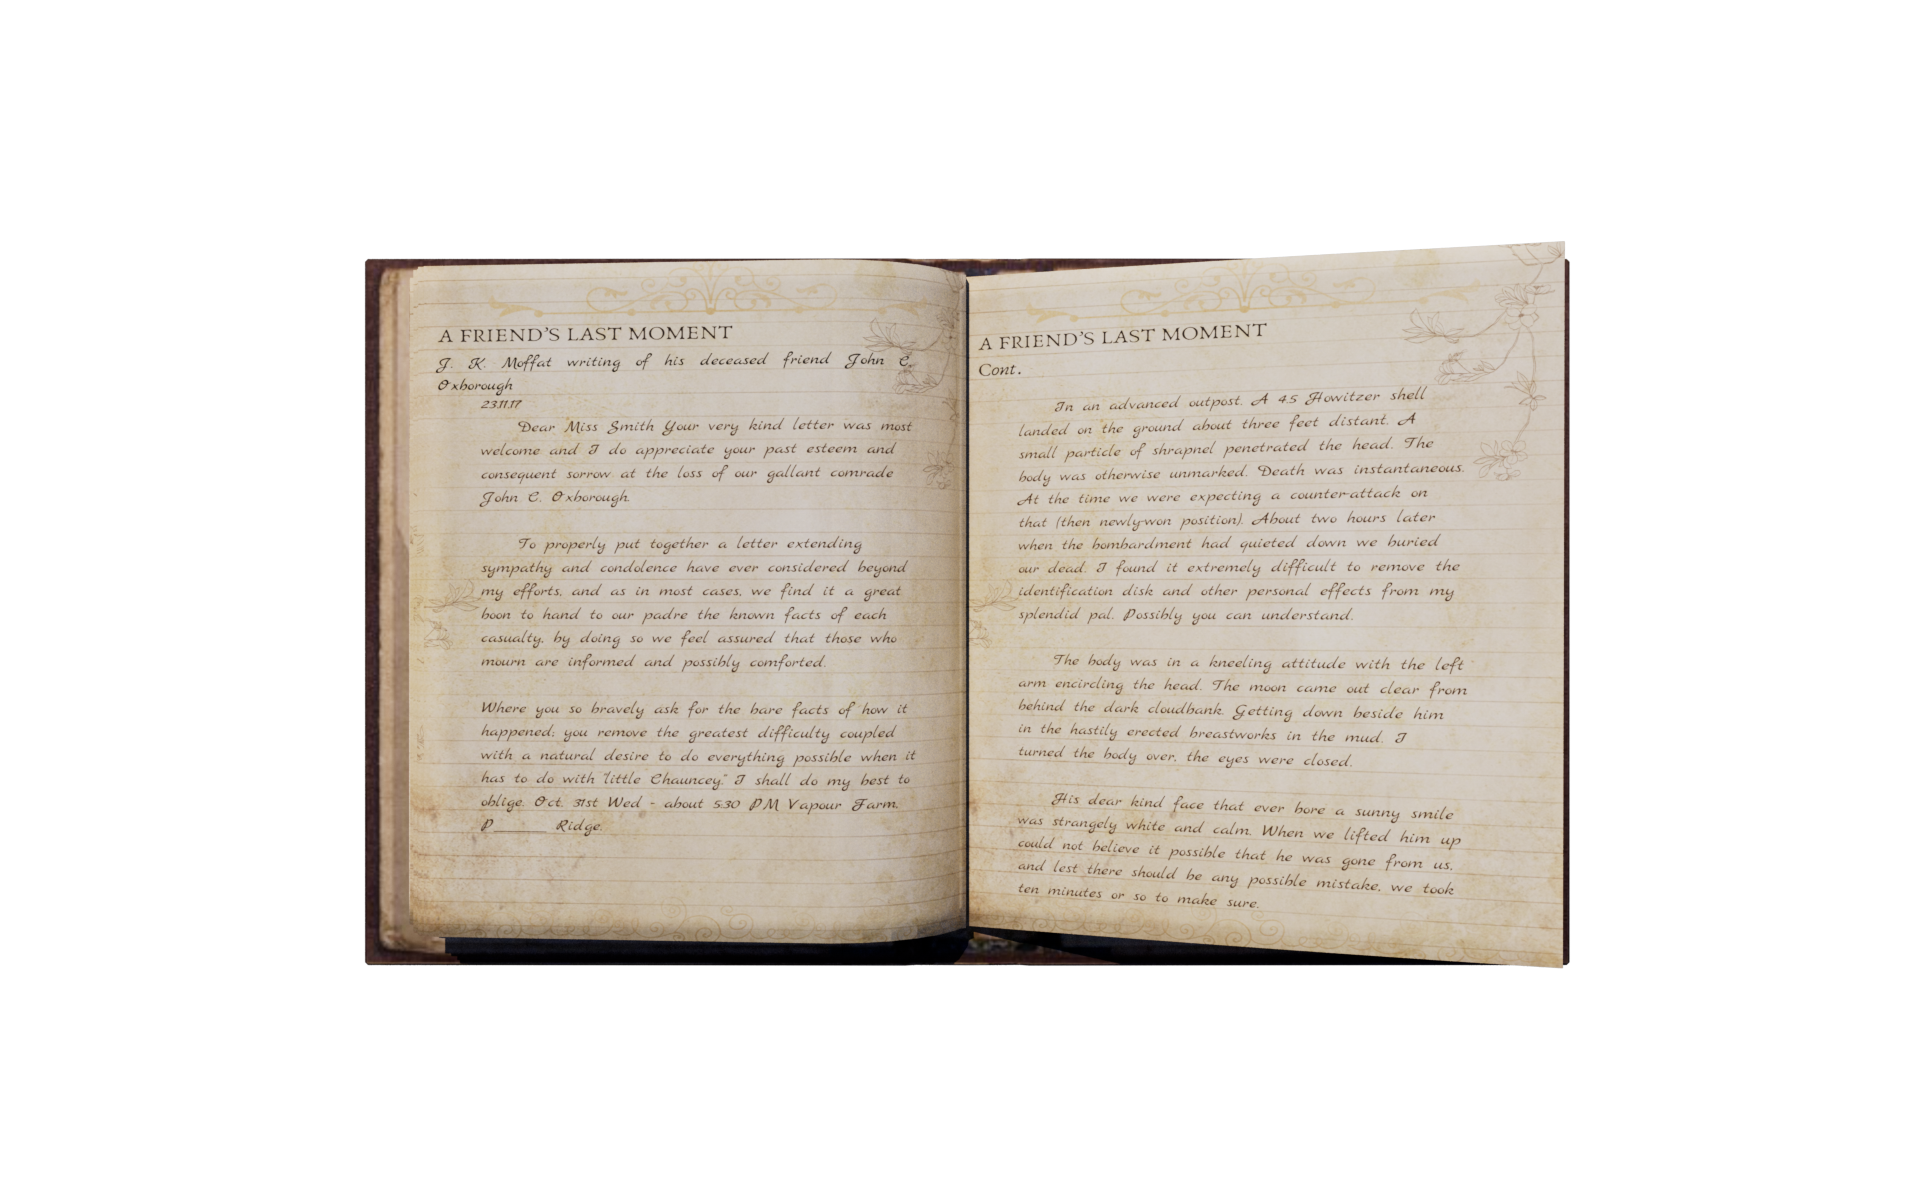 A FRIEND'S LAST MOMENT
J. K. Moffat writing of his deceased friend John C.
Oxborough
23.11.17
Dear Miss Smith Your very kind letter was most
welcome and I do appreciate your past esteem and
consequent sorrow at the loss of our gallant comrade
John C. Oxborough.
To properly put together a letter extending
sympathy and condolence have ever considered beyond
my efforts, and as in most cases, we find it a great
boon to hand to our padre the known facts of each
casualty, by doing so we feel assured that those who
mourn are informed and possibly comforted.
Where you so bravely ask for the bare facts of how it
happened; you remove the greatest difficulty coupled
with a natural desire to do everything possible when it
has to do with "little Chauncey." I shall do my best to
oblige. Oct. 31st Wed - about 5:30 PM Vapour Farm.
P______ Ridge.
A FRIEND'S LAST MOMENT
Cont.
In an advanced outpost. A 4.5 Howitzer shell
landed on the ground about three feet distant. A
small particle of shrapnel penetrated the head. The
body was otherwise unmarked. Death was instantaneous.
At the time we were expecting a counter-attack on
that (then newly-won position). About two hours later
when the bombardment had quieted down we buried
our dead. I found it extremely difficult to remove the
identification disk and other personal effects from my
splendid pal. Possibly you can understand.
The body was in a kneeling attitude with the left
arm encircling the head. The moon came out clear from
behind the dark cloudbank. Getting down beside him
in the hastily erected breastworks in the mud. I
turned the body over, the eyes were closed.
His dear kind face that ever bore a sunny smile
was strangely white and calm. When we lifted him up
could not believe it possible that he was gone from us,
and lest there should be any possible mistake, we took
ten minutes or so to make sure.